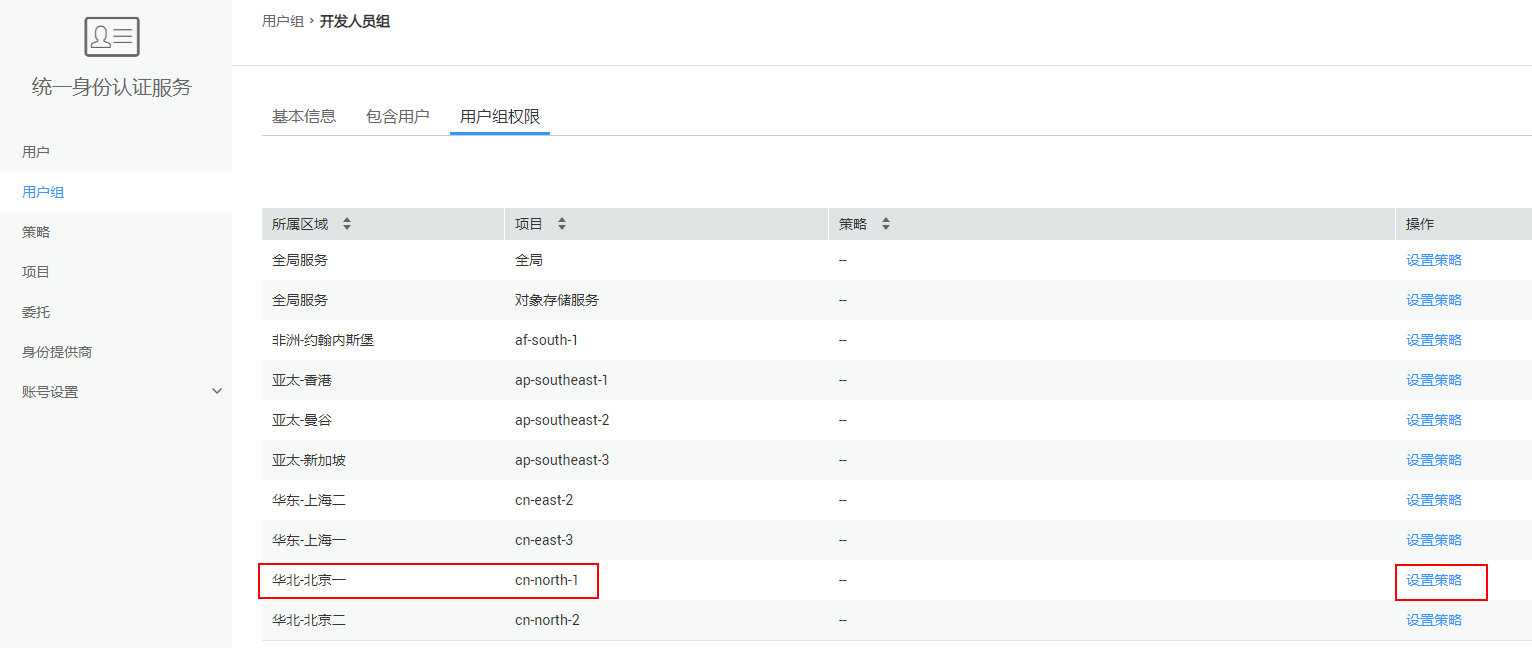 统一身份认证服务
用户
用户组
策略
项目
委托
身份提供商
账号设置
用户组 › 开发人员组
基本信息 包含用户 用户组权限
所属区域 项目 策略 操作
全局服务 全局 -- 设置策略
全局服务 对象存储服务 -- 设置策略
非洲-约翰内斯堡 af-south-1 -- 设置策略
亚太-香港 ap-southeast-1 -- 设置策略
亚太-曼谷 ap-southeast-2 -- 设置策略
亚太-新加坡 ap-southeast-3 -- 设置策略
华东-上海二 cn-east-2 -- 设置策略
华东-上海一 cn-east-3 -- 设置策略
华北-北京一 cn-north-1 -- 设置策略
华北-北京二 cn-north-2 -- 设置策略